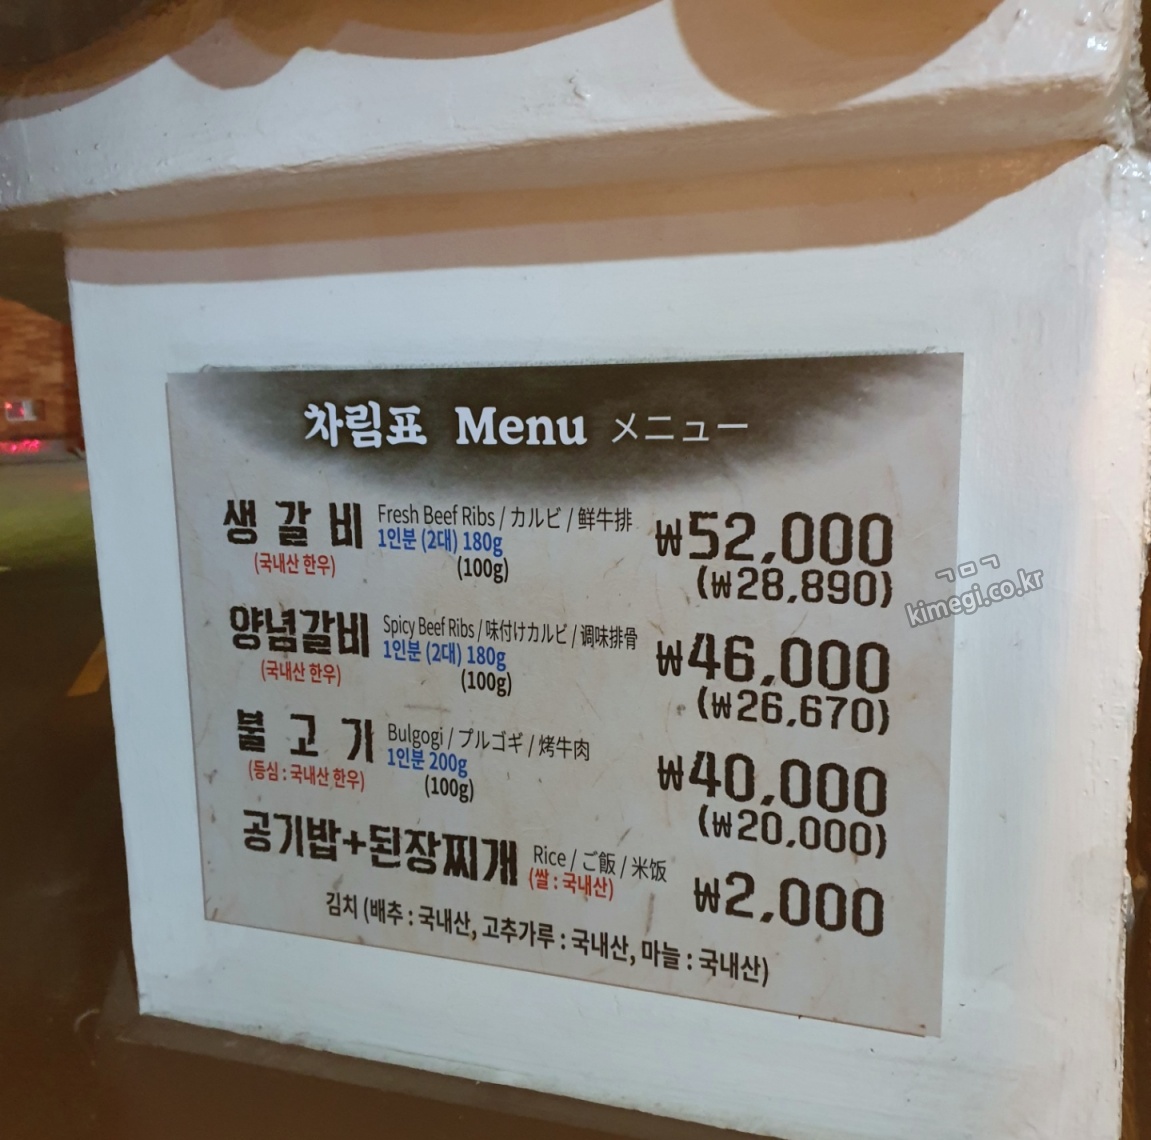 차림표 Menu メニュー
생갈비 Fresh Beef Ribs / カルビ / 鲜牛排 ₩52,000
(국내산 한우) 1인분 (2대) 180g
(100g) (₩28,890)
양념갈비 Spicy Beef Ribs / 味付けカルビ / 调味排骨 ₩46,000
(국내산 한우) 1인분 (2대) 180g
(100g) (₩26,670)
불고기 Bulgogi / プルゴギ / 烤牛肉 ₩40,000
(등심 : 국내산 한우) 1인분 200g
(100g) (₩20,000)
공기밥+된장찌개 Rice / ご飯 / 米饭 ₩2,000
(쌀 : 국내산)
김치 (배추 : 국내산, 고추가루 : 국내산, 마늘 : 국내산)
ㄱㅁㄱ
kimegi.co.kr